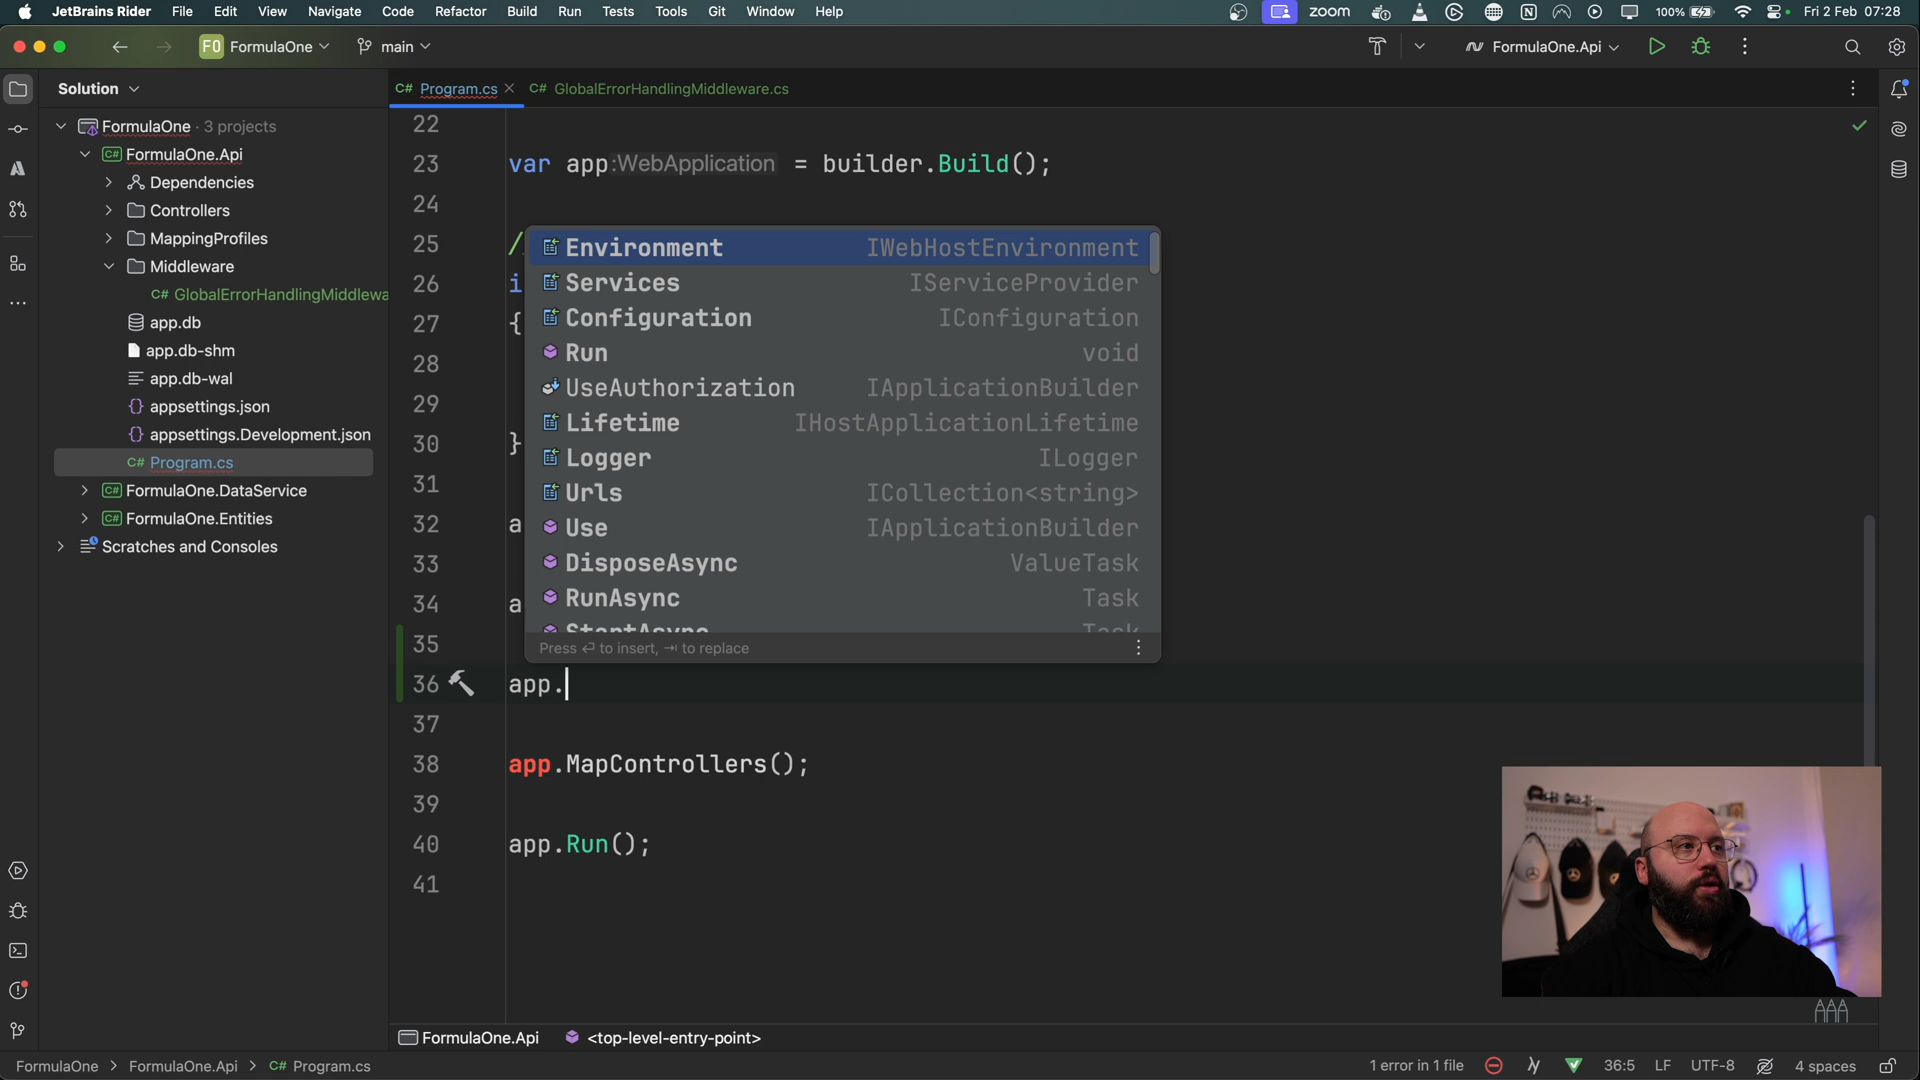 JetBrains Rider File Edit View Navigate Code Refactor Build Run Tests Tools Git Window Help zoom 100% Fri 2 Feb 07:28
FO FormulaOne main FormulaOne.Api
Solution
C# Program.cs C# GlobalErrorHandlingMiddleware.cs
FormulaOne · 3 projects
C# FormulaOne.Api
Dependencies
Controllers
MappingProfiles
Middleware
C# GlobalErrorHandlingMiddlewa
app.db
app.db-shm
app.db-wal
appsettings.json
appsettings.Development.json
C# Program.cs
C# FormulaOne.DataService
C# FormulaOne.Entities
Scratches and Consoles
22
23 var app :WebApplication = builder.Build();
24
25 /
26 i
27 {
28
29
30 }
31
32 a
33
34 a
35
36 app.
37
38 app.MapControllers();
39
40 app.Run();
41
Environment IWebHostEnvironment
Services IServiceProvider
Configuration IConfiguration
Run void
UseAuthorization IApplicationBuilder
Lifetime IHostApplicationLifetime
Logger ILogger
Urls ICollection<string>
Use IApplicationBuilder
DisposeAsync ValueTask
RunAsync Task
StartAsync Task
Press ↩ to insert, ⇥ to replace
FormulaOne.Api <top-level-entry-point>
FormulaOne > FormulaOne.Api > C# Program.cs 1 error in 1 file 36:5 LF UTF-8 4 spaces